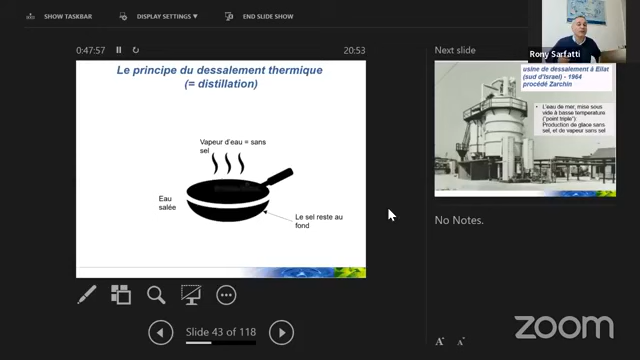 SHOW TASKBAR
DISPLAY SETTINGS
END SLIDE SHOW
0:47:57
20:53
Le principe du dessalement thermique
(= distillation)
Vapeur d'eau = sans
sel
Eau
salée
Le sel reste au
fond
Slide 43 of 118
Next slide
usine de dessalement à Eilat
(sud d'Israel) - 1964
procédé Zarchin
• L'eau de mer, mise sous
vide à basse température
("point triple")
Production de glace sans
sel, et de vapeur sans sel
No Notes.
A A
Rony Sarfatti
zoom